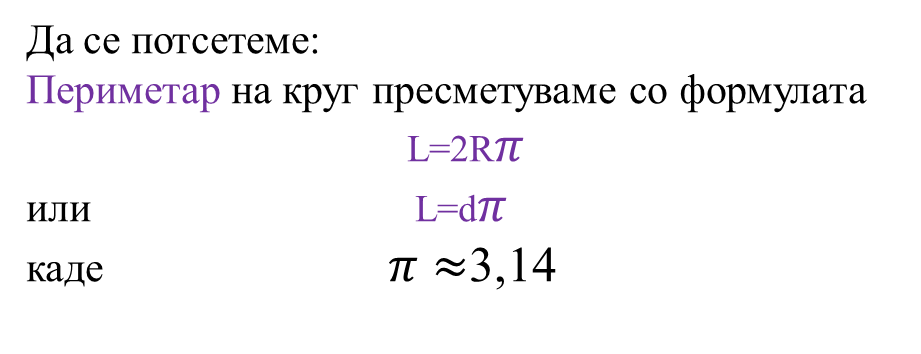 Да се потсетеме:
Периметар на круг пресметуваме со формулата
L=2Rπ
или L=dπ
каде π ≈3,14